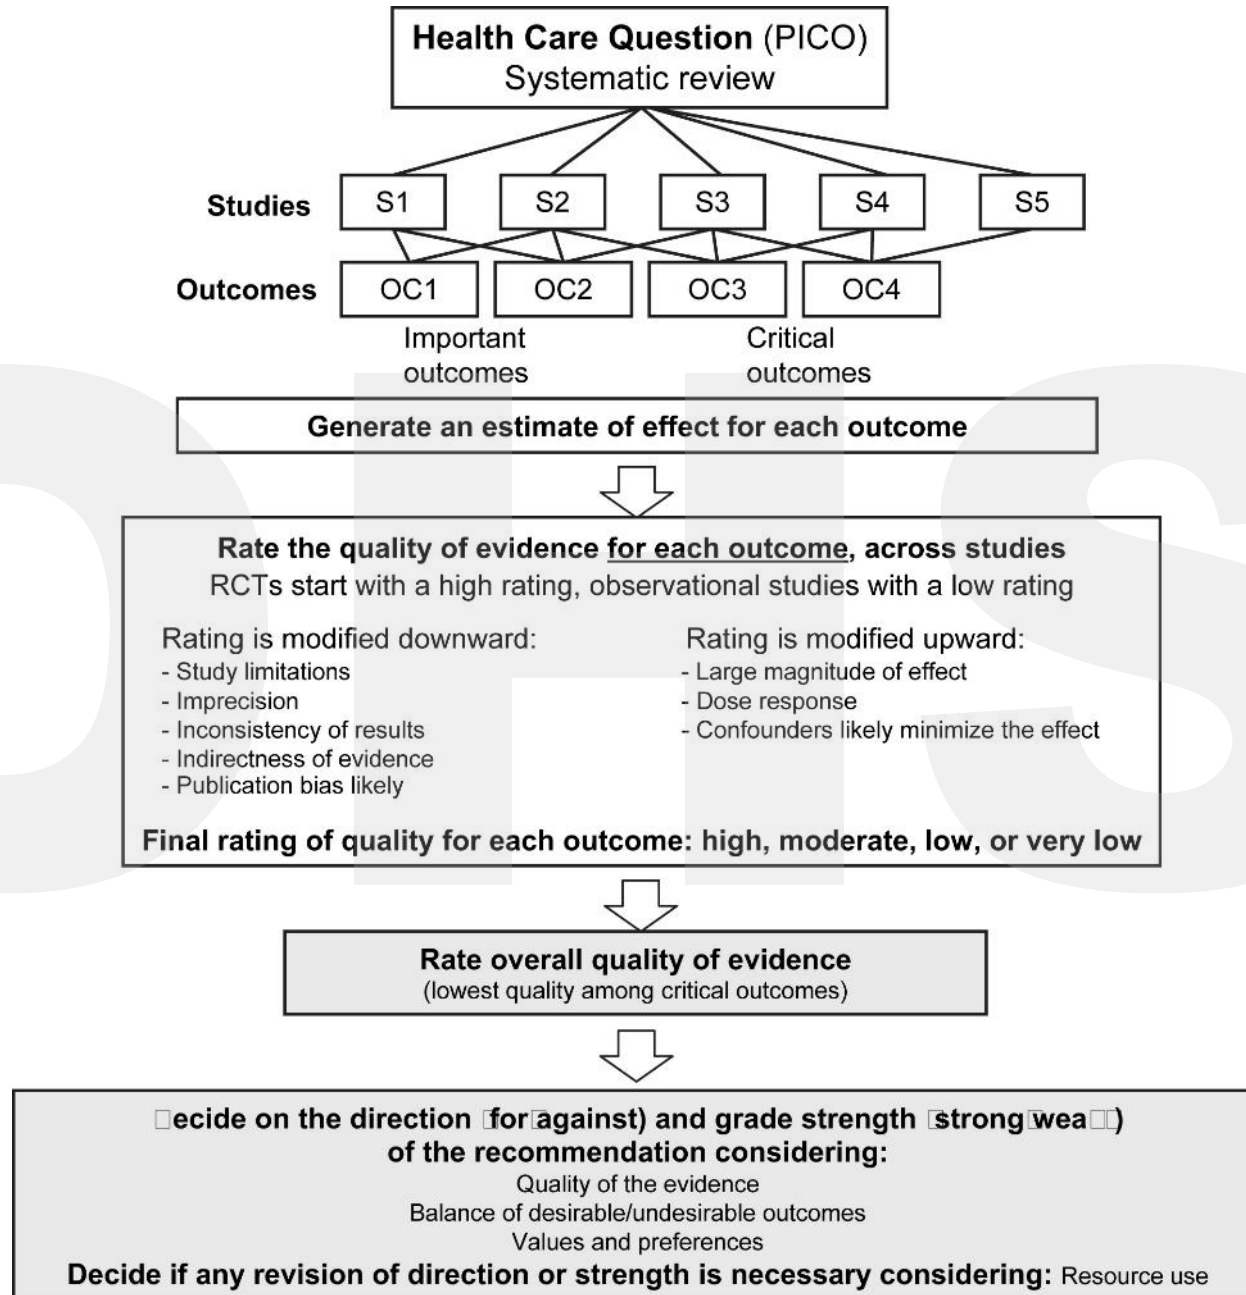 Health Care Question (PICO)
Systematic review
Studies
S1 S2 S3 S4 S5
Outcomes
OC1 OC2 OC3 OC4
Important outcomes
Critical outcomes
Generate an estimate of effect for each outcome
Rate the quality of evidence for each outcome, across studies
RCTs start with a high rating, observational studies with a low rating
Rating is modified downward:
- Study limitations
- Imprecision
- Inconsistency of results
- Indirectness of evidence
- Publication bias likely
Rating is modified upward:
- Large magnitude of effect
- Dose response
- Confounders likely minimize the effect
Final rating of quality for each outcome: high, moderate, low, or very low
Rate overall quality of evidence
(lowest quality among critical outcomes)
□ecide on the direction □for□against) and grade strength □strong□wea□□)
of the recommendation considering:
Quality of the evidence
Balance of desirable/undesirable outcomes
Values and preferences
Decide if any revision of direction or strength is necessary considering: Resource use